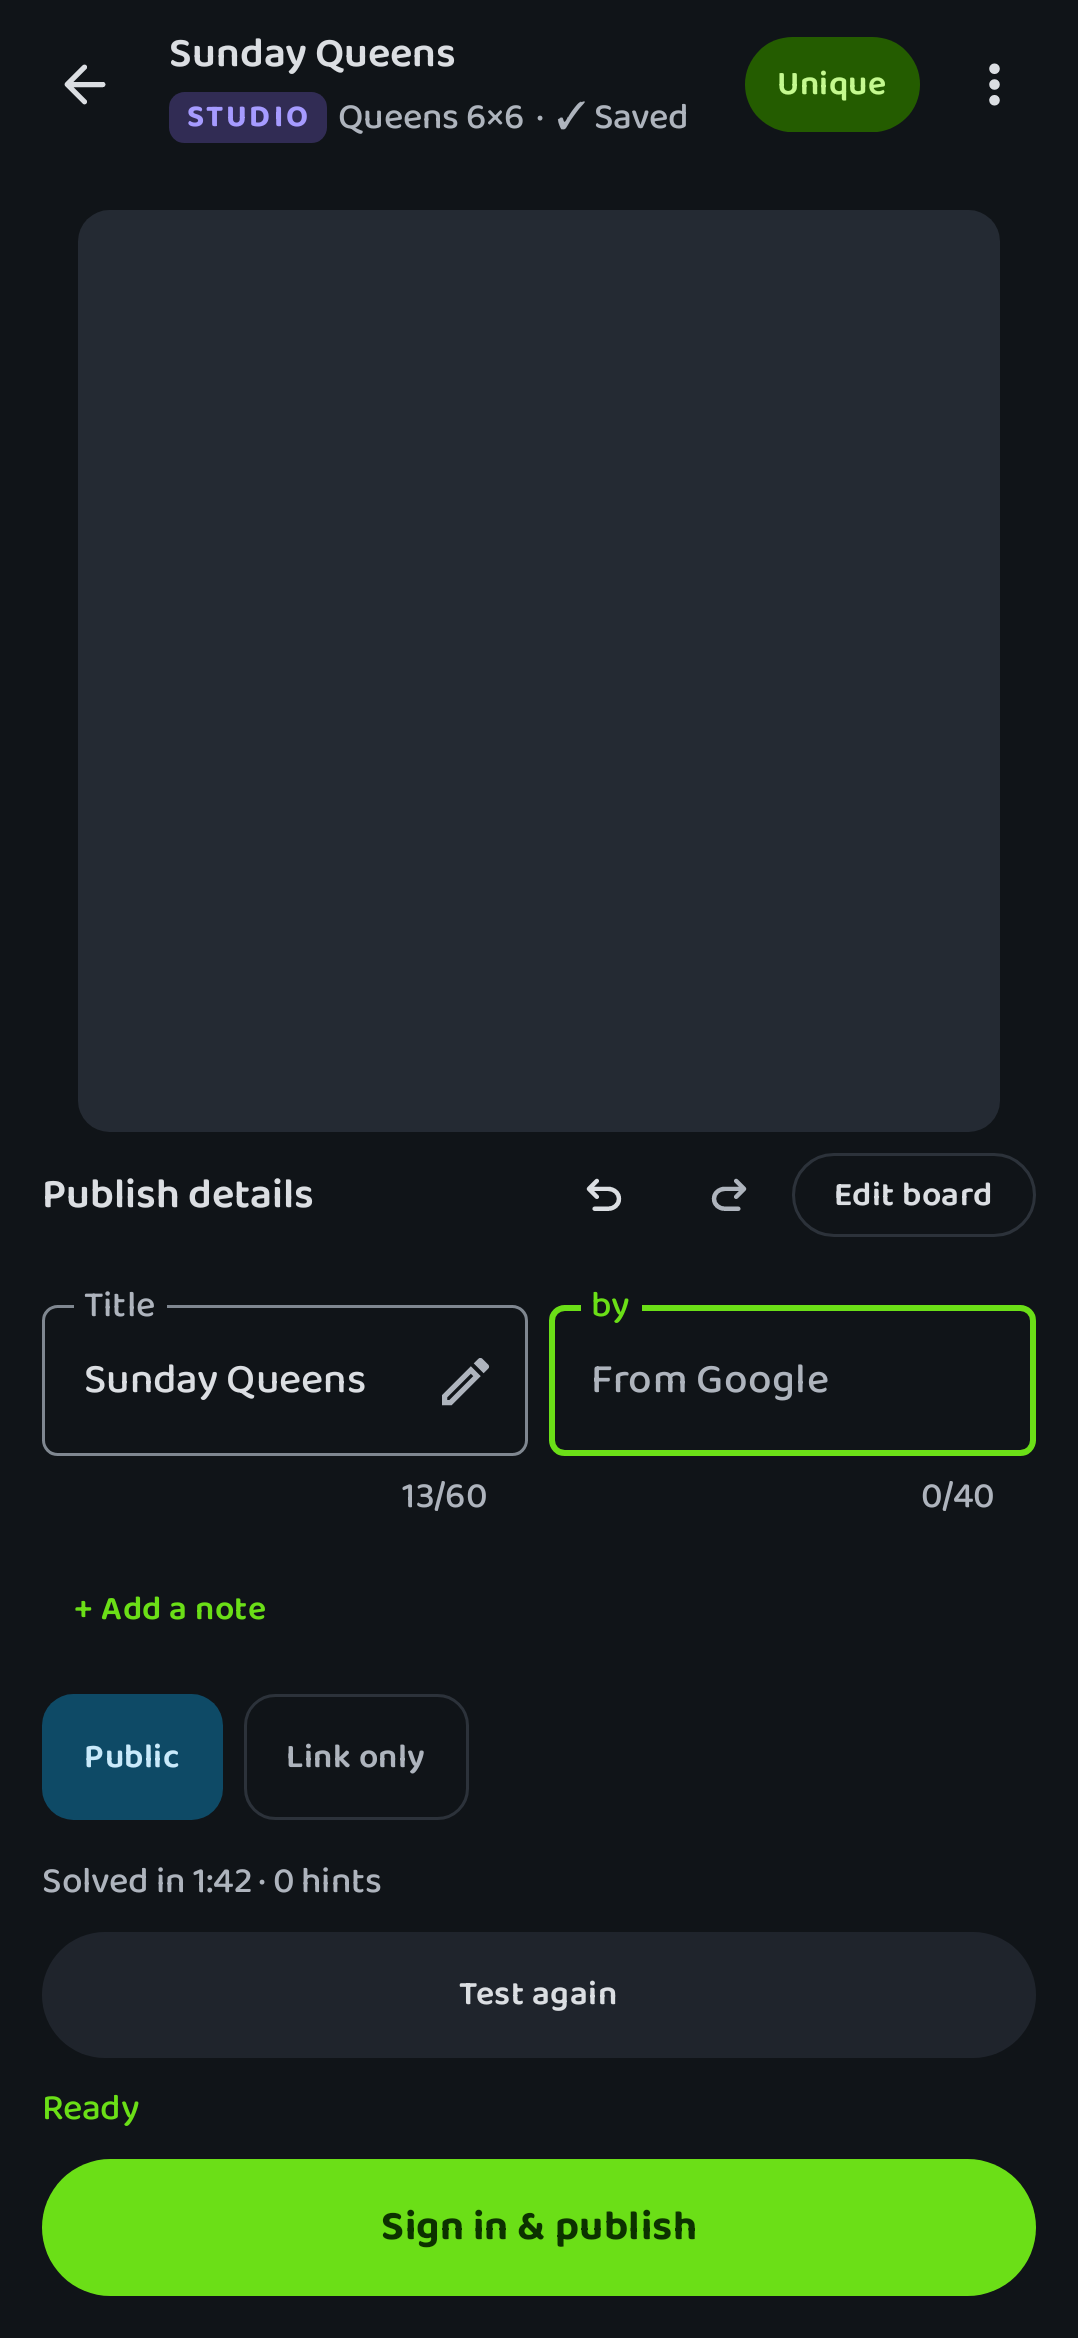 Sunday Queens
Unique
STUDIO Queens 6×6 · ✓ Saved
Publish details
Edit board
Title
by
Sunday Queens
From Google
13/60
0/40
+ Add a note
Public
Link only
Solved in 1:42 · 0 hints
Test again
Ready
Sign in & publish